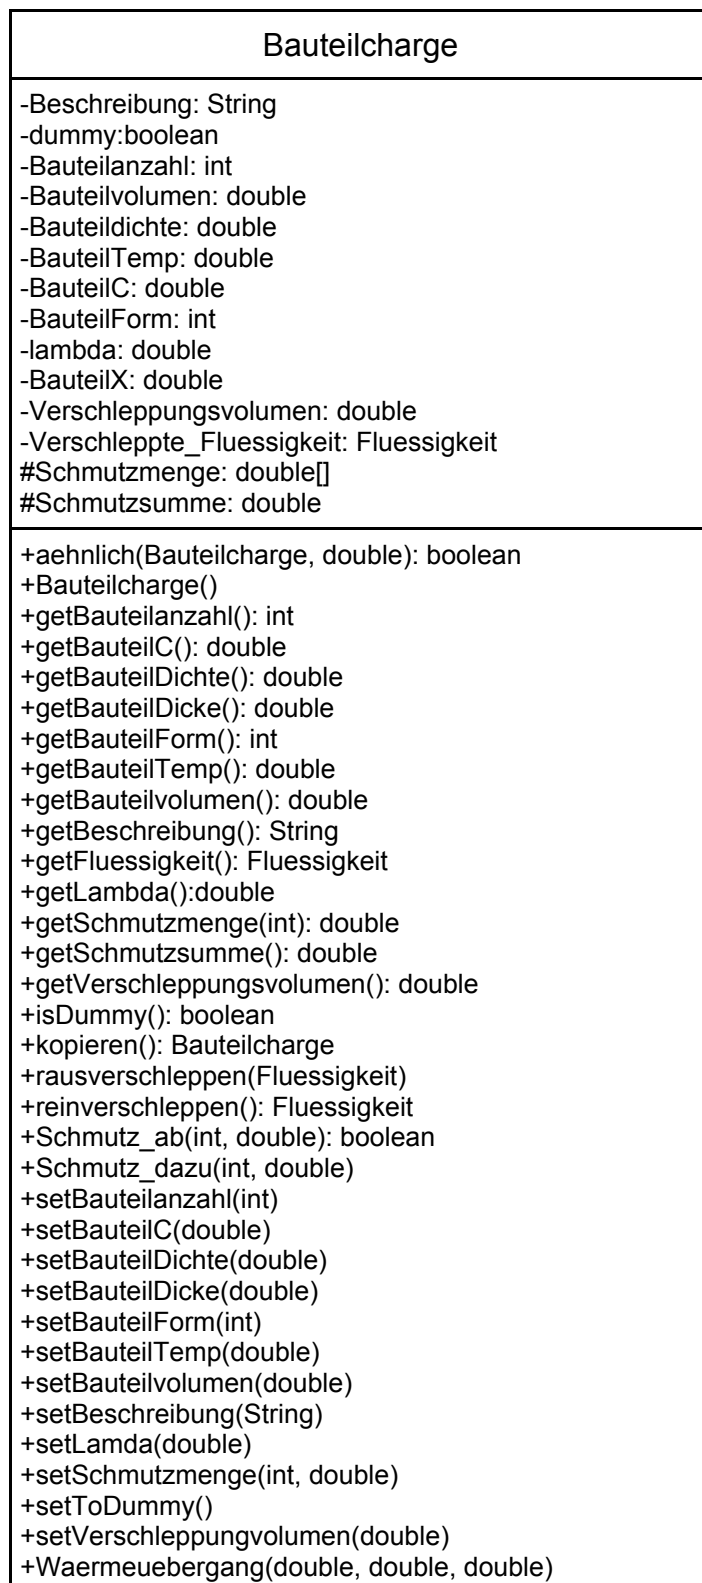 Bauteilcharge
-Beschreibung: String
-dummy:boolean
-Bauteilanzahl: int
-Bauteilvolumen: double
-Bauteildichte: double
-BauteilTemp: double
-BauteilC: double
-BauteilForm: int
-lambda: double
-BauteilX: double
-Verschleppungsvolumen: double
-Verschleppte_Fluessigkeit: Fluessigkeit
#Schmutzmenge: double[]
#Schmutzsumme: double
+aehnlich(Bauteilcharge, double): boolean
+Bauteilcharge()
+getBauteilanzahl(): int
+getBauteilC(): double
+getBauteilDichte(): double
+getBauteilDicke(): double
+getBauteilForm(): int
+getBauteilTemp(): double
+getBauteilvolumen(): double
+getBeschreibung(): String
+getFluessigkeit(): Fluessigkeit
+getLambda():double
+getSchmutzmenge(int): double
+getSchmutzsumme(): double
+getVerschleppungsvolumen(): double
+isDummy(): boolean
+kopieren(): Bauteilcharge
+rausverschleppen(Fluessigkeit)
+reinverschleppen(): Fluessigkeit
+Schmutz_ab(int, double): boolean
+Schmutz_dazu(int, double)
+setBauteilanzahl(int)
+setBauteilC(double)
+setBauteilDichte(double)
+setBauteilDicke(double)
+setBauteilForm(int)
+setBauteilTemp(double)
+setBauteilvolumen(double)
+setBeschreibung(String)
+setLamda(double)
+setSchmutzmenge(int, double)
+setToDummy()
+setVerschleppungvolumen(double)
+Waermeuebergang(double, double, double)